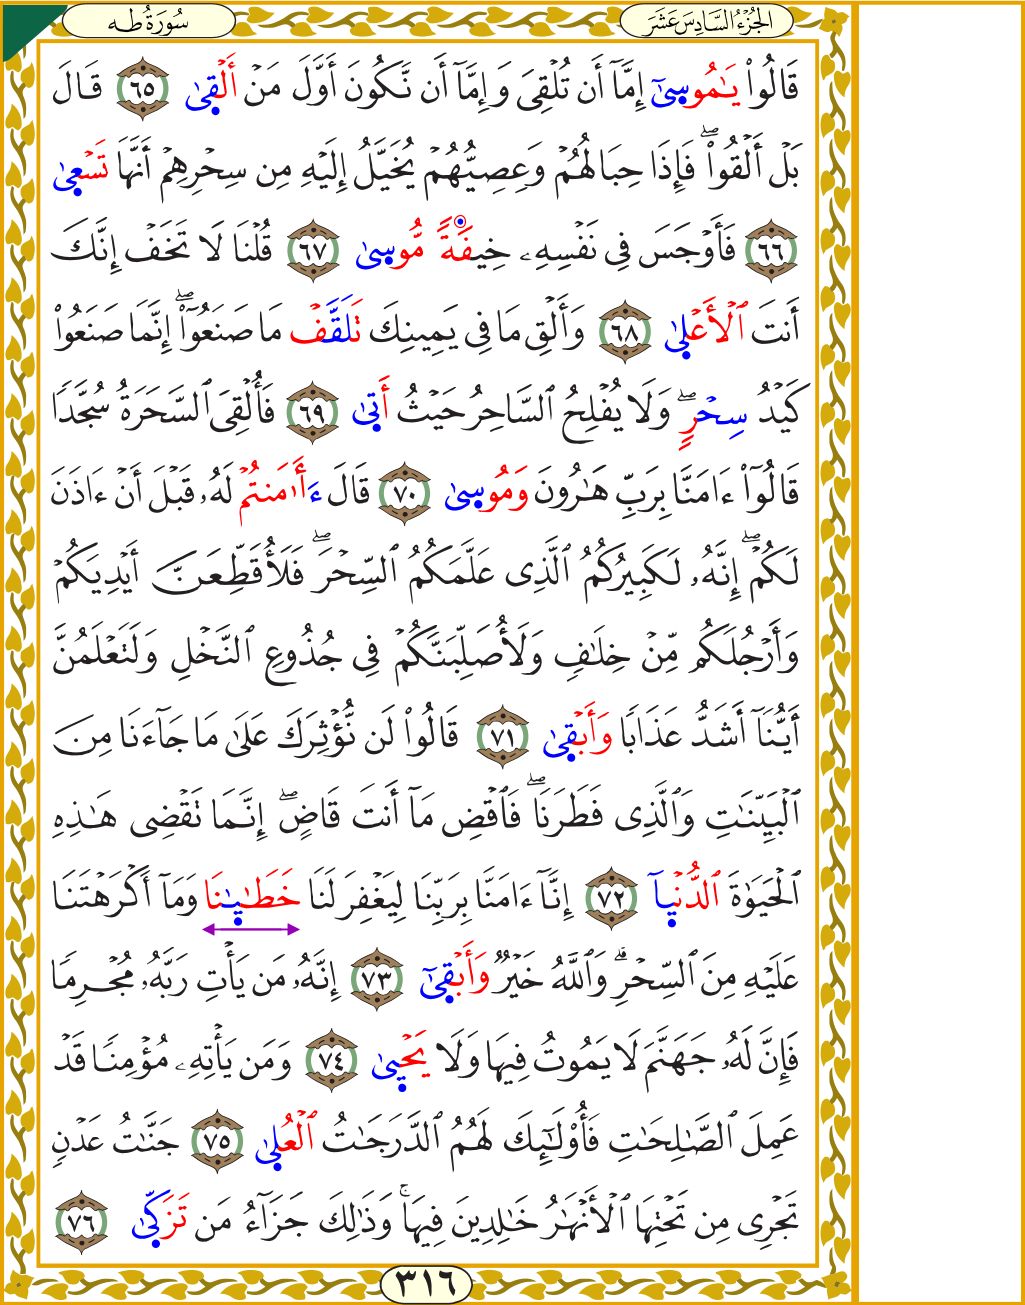 الجُزْءُ السَّادِسَ عَشَرَ
سُورَةُ طه
قَالُوا۟ يَـٰمُوسِىٰٓ إِمَّآ أَن تُلْقِىَ وَإِمَّآ أَن نَّكُونَ أَوَّلَ مَنْ أَلْقِىٰ ٦٥ قَالَ
بَلْ أَلْقُوا۟ۖ فَإِذَا حِبَالُهُمْ وَعِصِيُّهُمْ يُخَيَّلُ إِلَيْهِ مِن سِحْرِهِمْ أَنَّهَا تَسْعِىٰ
٦٦ فَأَوْجَسَ فِى نَفْسِهِۦ خِيفَةً مُّوسِىٰ ٦٧ قُلْنَا لَا تَخَفْ إِنَّكَ
أَنتَ ٱلْأَعْلِىٰ ٦٨ وَأَلْقِ مَا فِى يَمِينِكَ تَلَقَّفْ مَا صَنَعُوٓا۟ۖ إِنَّمَا صَنَعُوا۟
كَيْدُ سِحْرٍۖ وَلَا يُفْلِحُ ٱلسَّاحِرُ حَيْثُ أَتِىٰ ٦٩ فَأُلْقِىَ ٱلسَّحَرَةُ سُجَّدًا
قَالُوٓا۟ ءَامَنَّا بِرَبِّ هَـٰرُونَ وَمُوسِىٰ ٧٠ قَالَ ءَأَٰمَنتُمْ لَهُۥ قَبْلَ أَنْ ءَاذَنَ
لَكُمْۖ إِنَّهُۥ لَكَبِيرُكُمُ ٱلَّذِى عَلَّمَكُمُ ٱلسِّحْرَۖ فَلَأُقَطِّعَنَّ أَيْدِيَكُمْ
وَأَرْجُلَكُم مِّنْ خِلَـٰفٍ وَلَأُصَلِّبَنَّكُمْ فِى جُذُوعِ ٱلنَّخْلِ وَلَتَعْلَمُنَّ
أَيُّنَآ أَشَدُّ عَذَابًا وَأَبْقِىٰ ٧١ قَالُوا۟ لَن نُّؤْثِرَكَ عَلَىٰ مَا جَآءَنَا مِنَ
ٱلْبَيِّنَـٰتِ وَٱلَّذِى فَطَرَنَاۖ فَٱقْضِ مَآ أَنتَ قَاضٍۖ إِنَّمَا تَقْضِى هَـٰذِهِ
ٱلْحَيَوٰةَ ٱلدُّنْيِآ ٧٢ إِنَّآ ءَامَنَّا بِرَبِّنَا لِيَغْفِرَ لَنَا خَطَـٰيِـٰنَا وَمَآ أَكْرَهْتَنَا
عَلَيْهِ مِنَ ٱلسِّحْرِۗ وَٱللَّهُ خَيْرٌ وَأَبْقِىٰٓ ٧٣ إِنَّهُۥ مَن يَأْتِ رَبَّهُۥ مُجْرِمًا
فَإِنَّ لَهُۥ جَهَنَّمَ لَا يَمُوتُ فِيهَا وَلَا يَحْيِىٰ ٧٤ وَمَن يَأْتِهِۦ مُؤْمِنًا قَدْ
عَمِلَ ٱلصَّـٰلِحَـٰتِ فَأُو۟لَـٰٓئِكَ لَهُمُ ٱلدَّرَجَـٰتُ ٱلْعُلِىٰ ٧٥ جَنَّـٰتُ عَدْنٍ
تَجْرِى مِن تَحْتِهَا ٱلْأَنْهَـٰرُ خَـٰلِدِينَ فِيهَاۚ وَذَٰلِكَ جَزَآءُ مَن تَزَكِّىٰ ٧٦
٣١٦